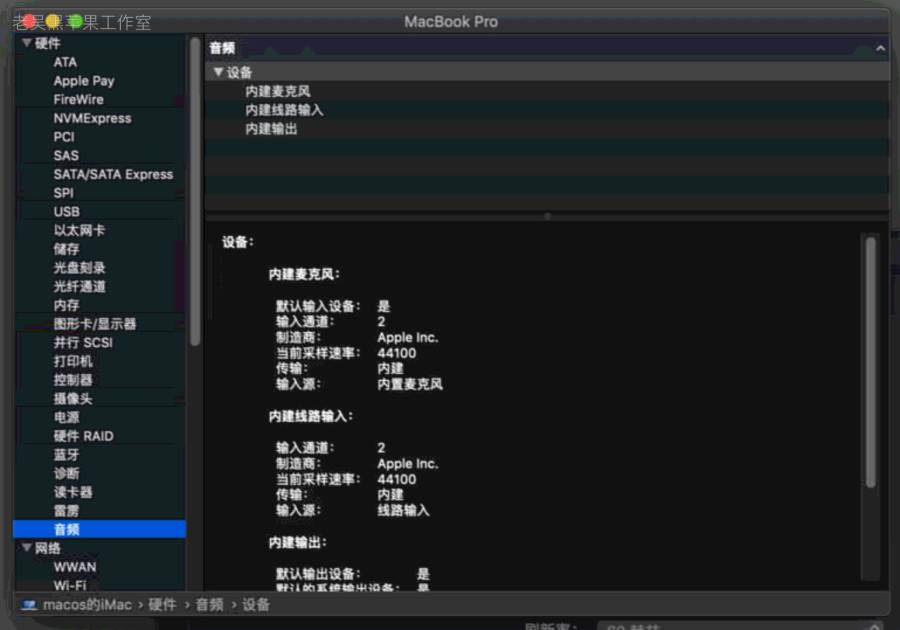 老吴黑苹果工作室
MacBook Pro
硬件
ATA
Apple Pay
FireWire
NVMExpress
PCI
SAS
SATA/SATA Express
SPI
USB
以太网卡
储存
光盘刻录
光纤通道
内存
图形卡/显示器
并行 SCSI
打印机
控制器
摄像头
电源
硬件 RAID
蓝牙
诊断
读卡器
雷雳
音频
网络
WWAN
Wi-Fi
音频
设备
内建麦克风
内建线路输入
内建输出
设备:
内建麦克风:
默认输入设备: 是
输入通道: 2
制造商: Apple Inc.
当前采样速率: 44100
传输: 内建
输入源: 内置麦克风
内建线路输入:
输入通道: 2
制造商: Apple Inc.
当前采样速率: 44100
传输: 内建
输入源: 线路输入
内建输出:
默认输出设备: 是
默认的系统输出设备: 是
macos的iMac › 硬件 › 音频 › 设备
刷新率: